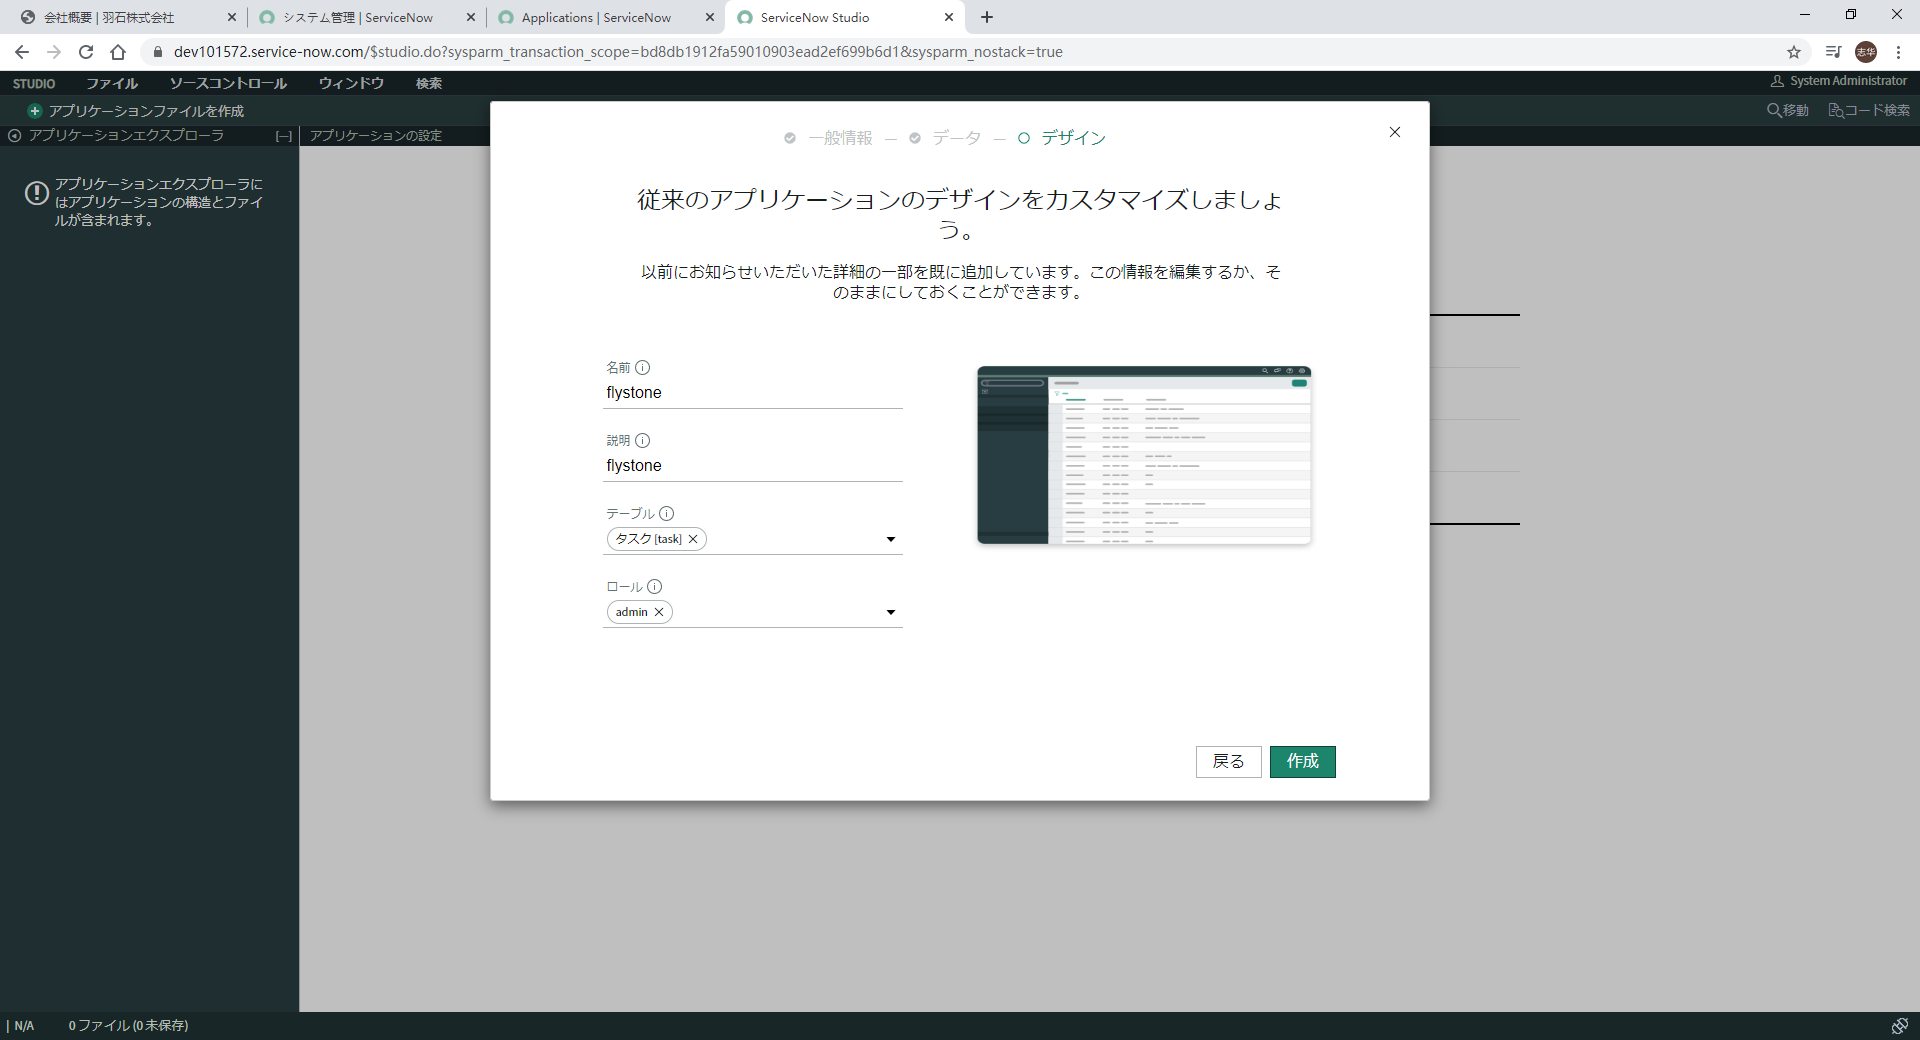 会社概要 | 羽石株式会社
システム管理 | ServiceNow
Applications | ServiceNow
ServiceNow Studio
dev101572.service-now.com/$studio.do?sysparm_transaction_scope=bd8db1912fa59010903ead2ef699b6d1&sysparm_nostack=true
志华
STUDIO ファイル ソースコントロール ウィンドウ 検索
System Administrator
アプリケーションファイルを作成
移動 コード検索
アプリケーションエクスプローラ [—] アプリケーションの設定
アプリケーションエクスプローラに
はアプリケーションの構造とファイ
ルが含まれます。
一般情報 — データ — デザイン
従来のアプリケーションのデザインをカスタマイズしましょ
う。
以前にお知らせいただいた詳細の一部を既に追加しています。この情報を編集するか、そ
のままにしておくことができます。
名前
flystone
説明
flystone
テーブル
タスク [task]
ロール
admin
戻る 作成
| N/A 0 ファイル (0 未保存)